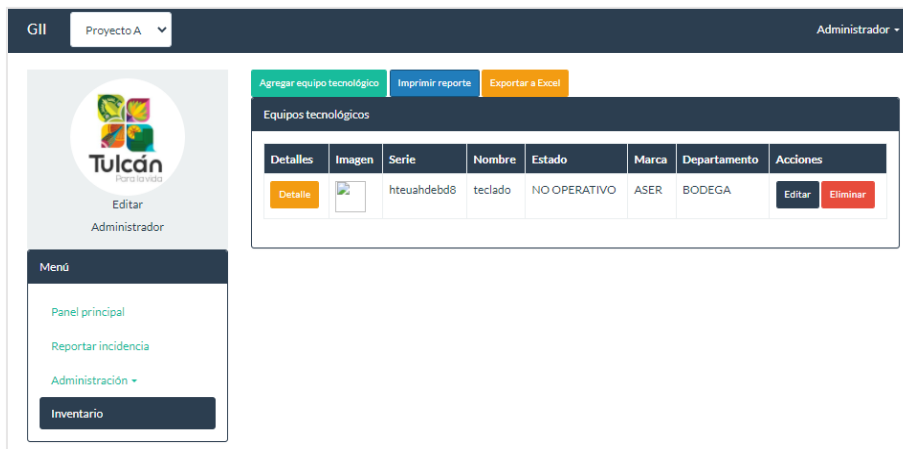 GII
Proyecto A
Administrador
Tulcán
Para la vida
Editar
Administrador
Menú
Panel principal
Reportar incidencia
Administración
Inventario
Agregar equipo tecnológico
Imprimir reporte
Exportar a Excel
Equipos tecnológicos
Detalles Imagen Serie Nombre Estado Marca Departamento Acciones
Detalle hteuahdebd8 teclado NO OPERATIVO ASER BODEGA Editar Eliminar